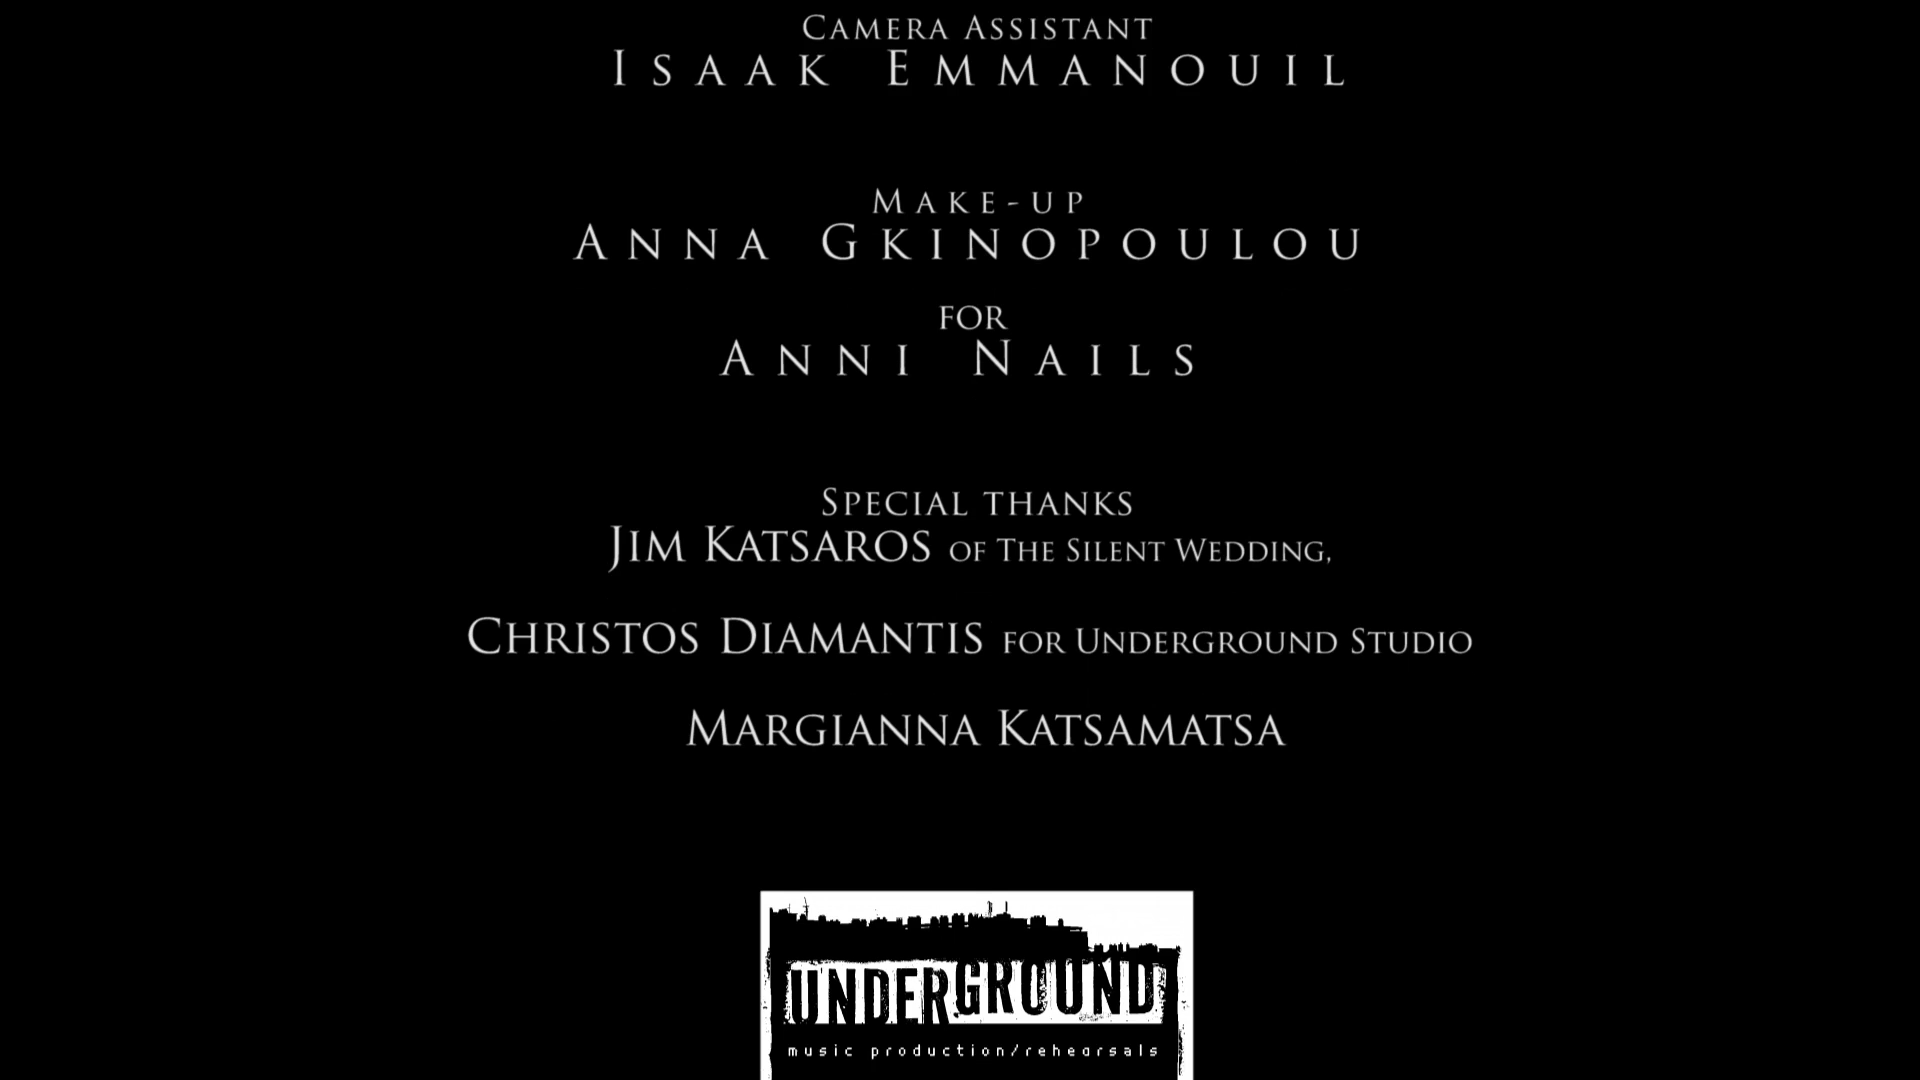 Camera Assistant
Isaak Emmanouil
Make-up
Anna Gkinopoulou
for
Anni Nails
Special thanks
Jim Katsaros of The Silent Wedding,
Christos Diamantis for Underground Studio
Margianna Katsamatsa
UNDERGROUND
music production/rehearsals